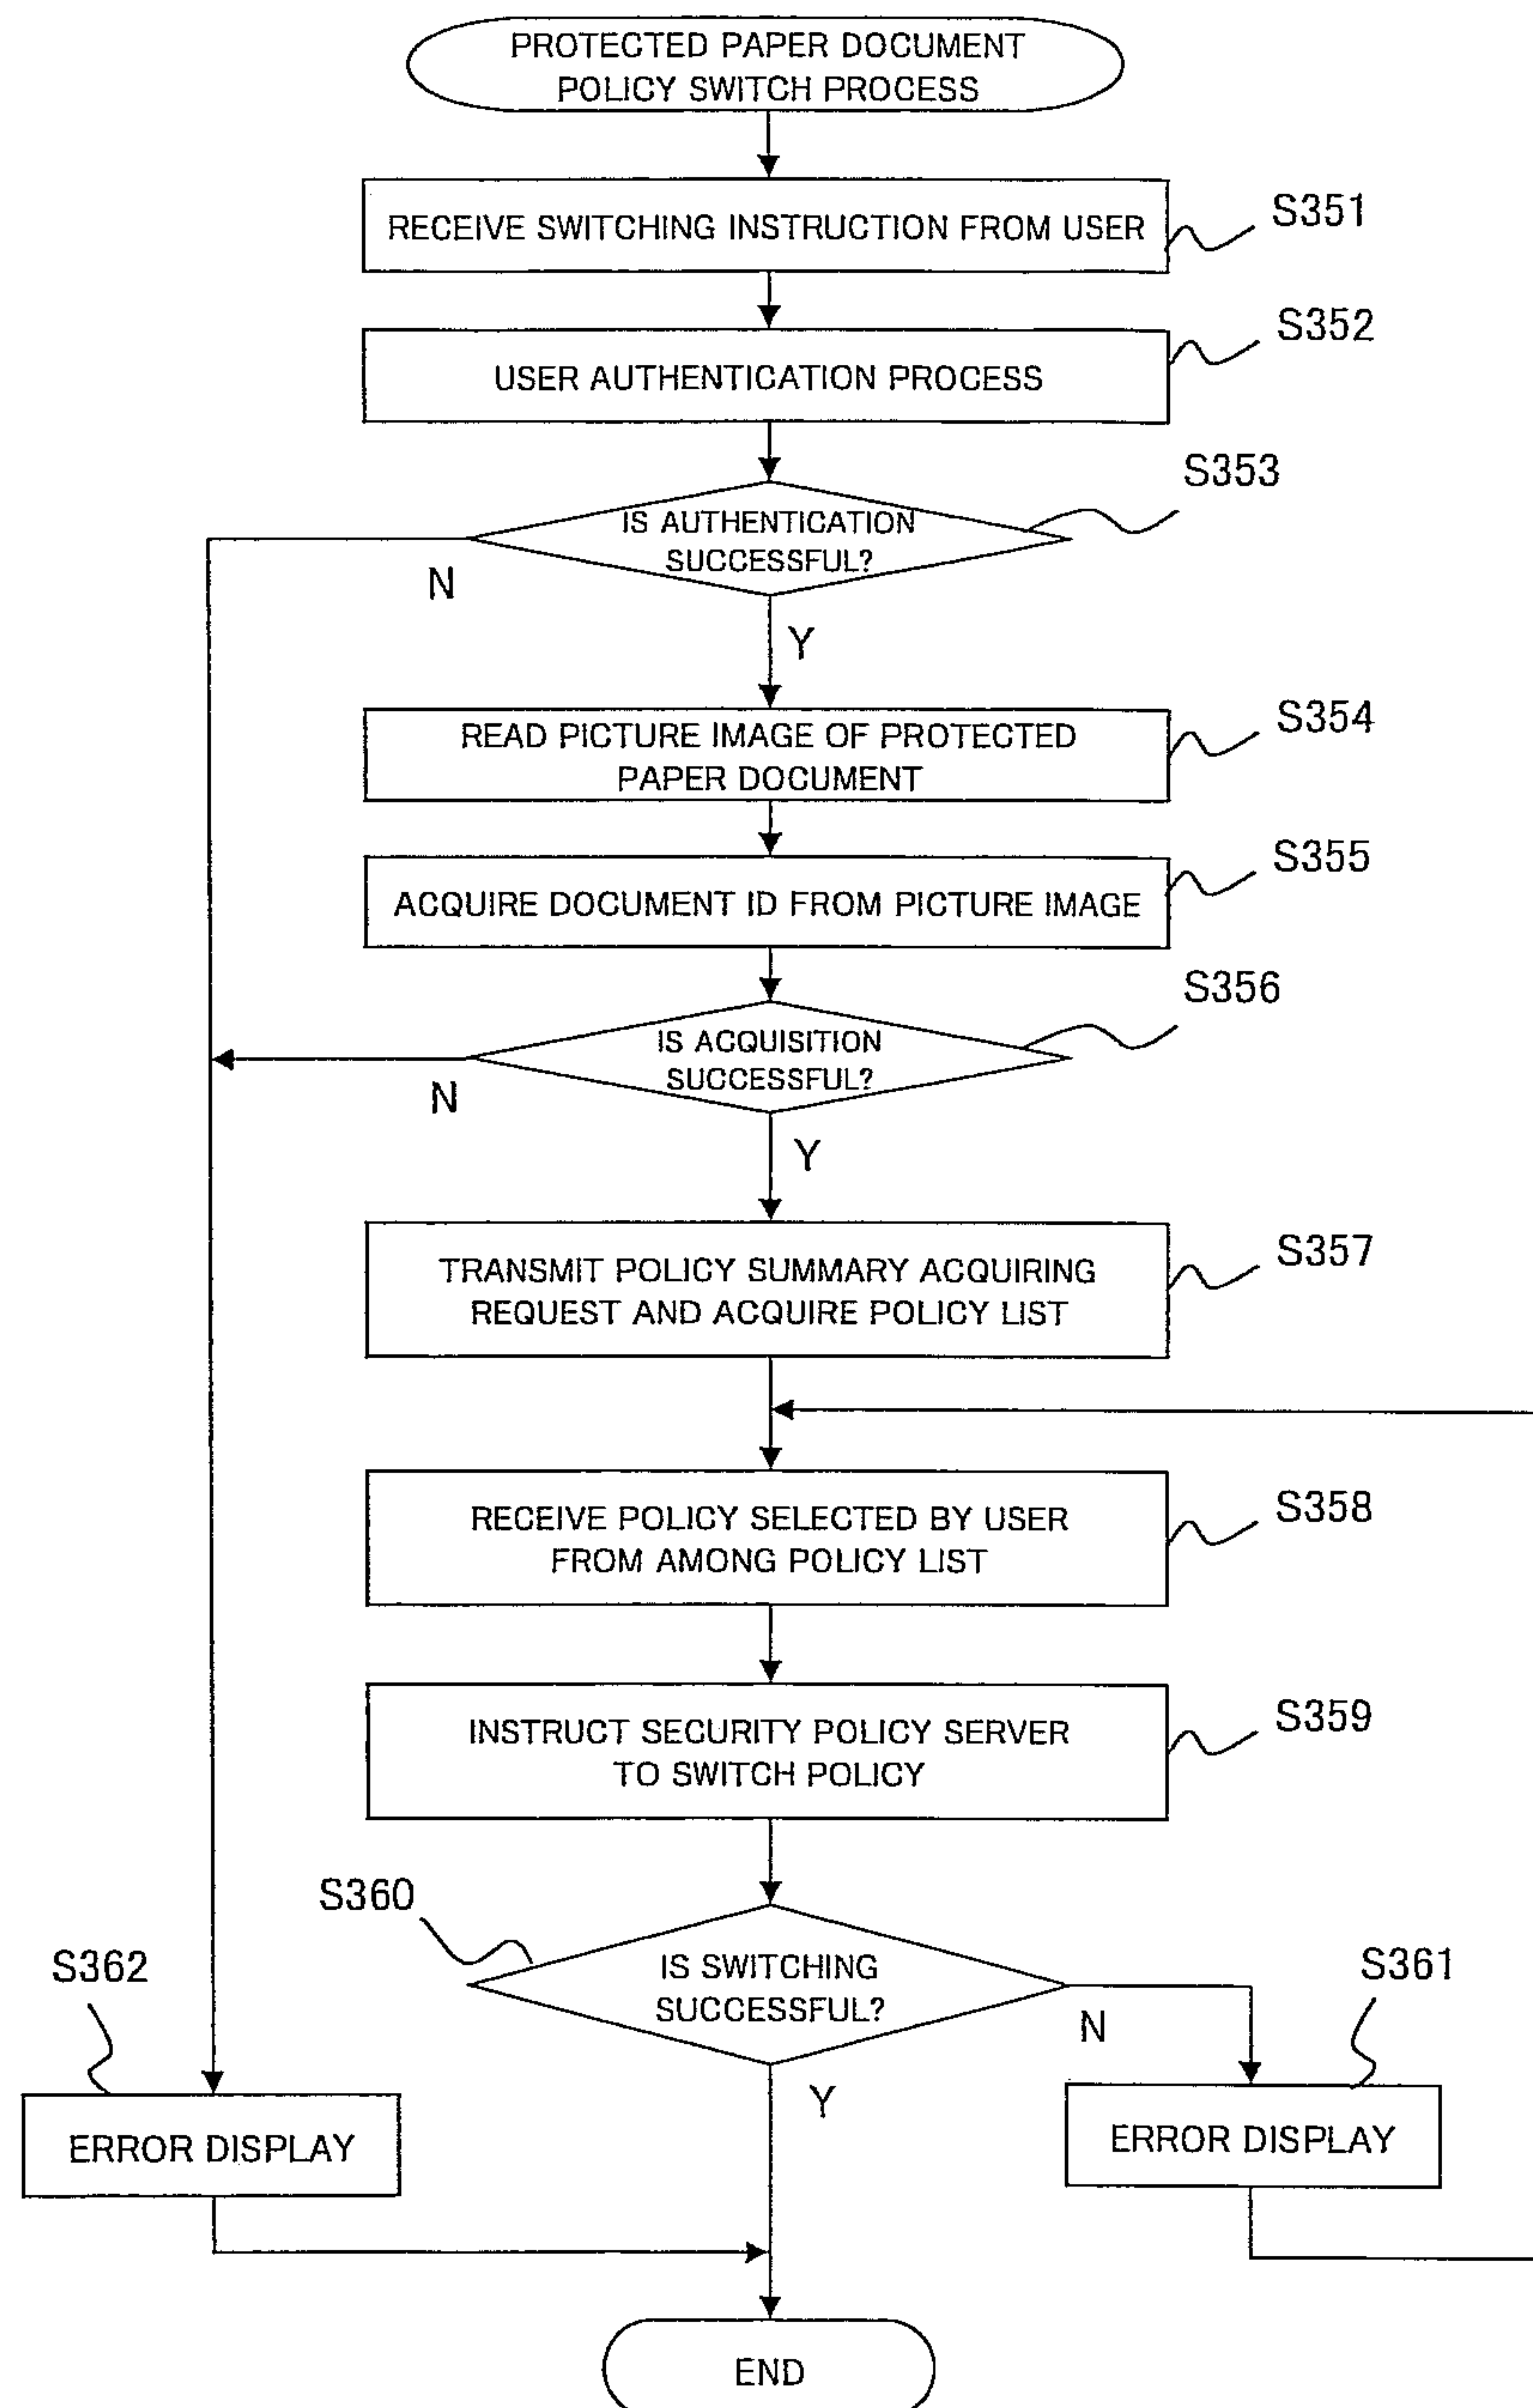 PROTECTED PAPER DOCUMENT
POLICY SWITCH PROCESS
RECEIVE SWITCHING INSTRUCTION FROM USER
S351
USER AUTHENTICATION PROCESS
S352
IS AUTHENTICATION
SUCCESSFUL?
S353
N
Y
READ PICTURE IMAGE OF PROTECTED
PAPER DOCUMENT
S354
ACQUIRE DOCUMENT ID FROM PICTURE IMAGE
S355
IS ACQUISITION
SUCCESSFUL?
S356
N
Y
TRANSMIT POLICY SUMMARY ACQUIRING
REQUEST AND ACQUIRE POLICY LIST
S357
RECEIVE POLICY SELECTED BY USER
FROM AMONG POLICY LIST
S358
INSTRUCT SECURITY POLICY SERVER
TO SWITCH POLICY
S359
S360
IS SWITCHING
SUCCESSFUL?
N
Y
S362
ERROR DISPLAY
S361
ERROR DISPLAY
END